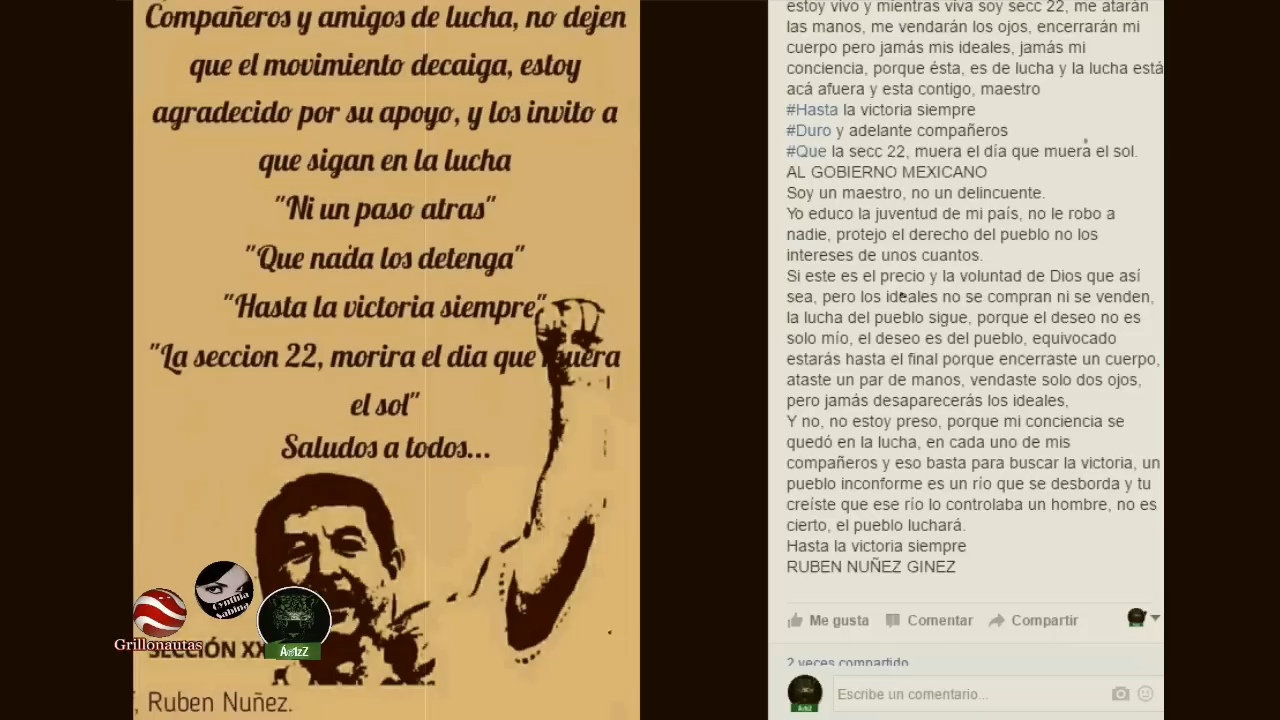 Compañeros y amigos de lucha, no dejen
que el movimiento decaiga, estoy
agradecido por su apoyo, y los invito a
que sigan en la lucha
"Ni un paso atras"
"Que nada los detenga"
"Hasta la victoria siempre"
"La seccion 22, morira el dia que muera
el sol"
Saludos a todos...
Cynthia
Sabina
Grillonautas
SECCIÓN XX
, Ruben Nuñez.
estoy vivo y mientras viva soy secc 22, me atarán
las manos, me vendarán los ojos, encerrarán mi
cuerpo pero jamás mis ideales, jamás mi
conciencia, porque ésta, es de lucha y la lucha está
acá afuera y esta contigo, maestro
#Hasta la victoria siempre
#Duro y adelante compañeros
#Que la secc 22, muera el día que muera el sol.
AL GOBIERNO MEXICANO
Soy un maestro, no un delincuente.
Yo educo la juventud de mi país, no le robo a
nadie, protejo el derecho del pueblo no los
intereses de unos cuantos.
Si este es el precio y la voluntad de Dios que así
sea, pero los ideales no se compran ni se venden,
la lucha del pueblo sigue, porque el deseo no es
solo mío, el deseo es del pueblo, equivocado
estarás hasta el final porque encerraste un cuerpo,
ataste un par de manos, vendaste solo dos ojos,
pero jamás desaparecerás los ideales,
Y no, no estoy preso, porque mi conciencia se
quedó en la lucha, en cada uno de mis
compañeros y eso basta para buscar la victoria, un
pueblo inconforme es un río que se desborda y tu
creíste que ese río lo controlaba un hombre, no es
cierto, el pueblo luchará.
Hasta la victoria siempre
RUBEN NUÑEZ GINEZ
Me gusta Comentar Compartir
2 veces compartido
Escribe un comentario...